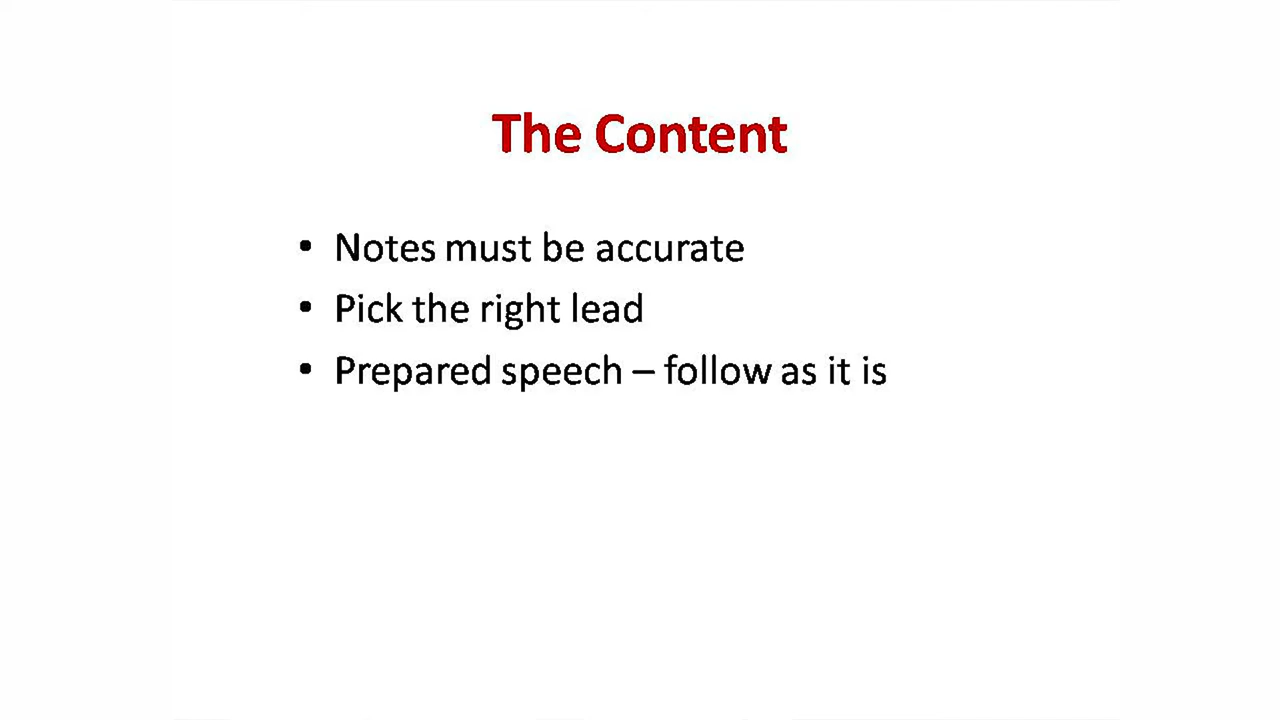 The Content
• Notes must be accurate
• Pick the right lead
• Prepared speech – follow as it is